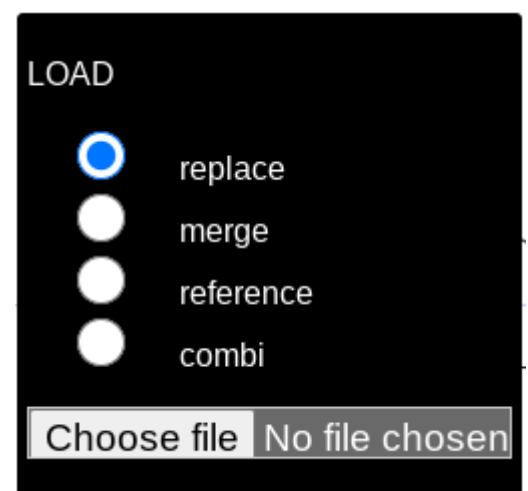 LOAD
replace
merge
reference
combi
Choose file No file chosen